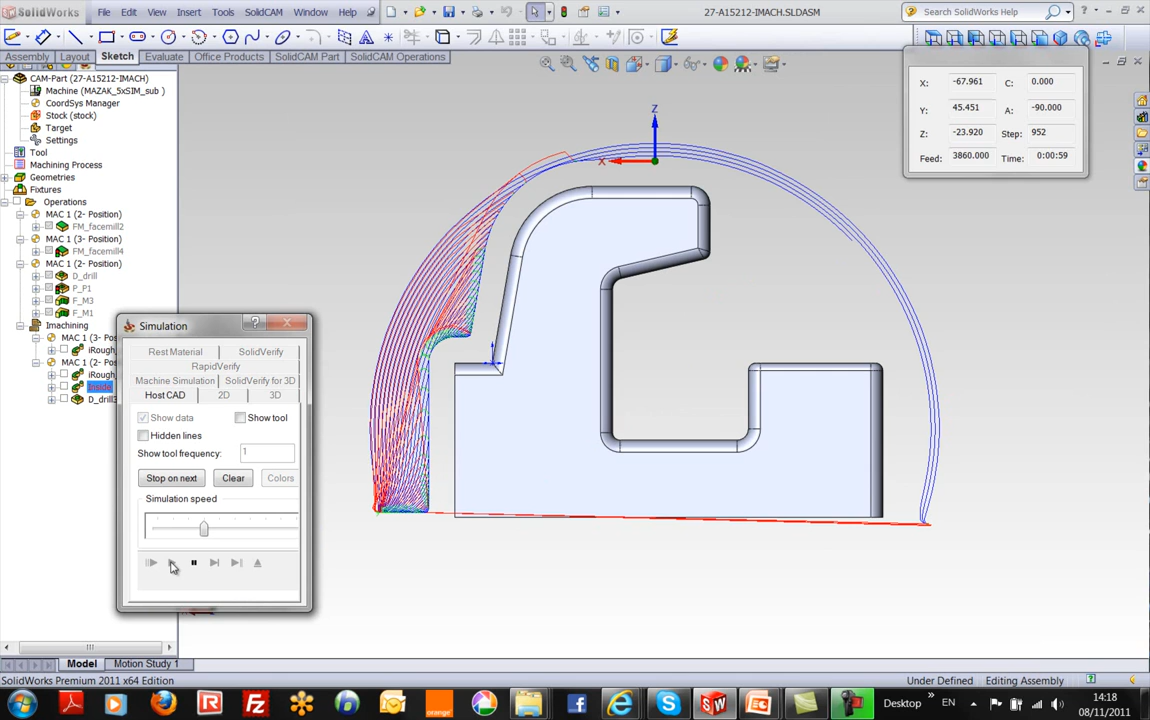 SolidWorks File Edit View Insert Tools SolidCAM Window Help 27-A15212-IMACH.SLDASM Search SolidWorks Help
Assembly Layout Sketch Evaluate Office Products SolidCAM Part SolidCAM Operations
CAM-Part (27-A15212-IMACH)
Machine (MAZAK_5xSIM_sub )
CoordSys Manager
Stock (stock)
Target
Settings
Tool
Machining Process
Geometries
Fixtures
Operations
MAC 1 (2- Position)
FM_facemill2
MAC 1 (3- Position)
FM_facemill4
MAC 1 (2- Position)
D_drill
P_P1
F_M3
F_M1
Imachining
MAC 1 (3- Pos
iRough
MAC 1 (2- Pos
iRough
Inside
D_drill3
X: -67.961 C: 0.000
Y: 45.451 A: -90.000
Z: -23.920 Step: 952
Feed: 3860.000 Time: 0:00:59
Z
X
Simulation
Rest Material SolidVerify
RapidVerify
Machine Simulation SolidVerify for 3D
Host CAD 2D 3D
Show data Show tool
Hidden lines
Show tool frequency: 1
Stop on next Clear Colors
Simulation speed
Model Motion Study 1
SolidWorks Premium 2011 x64 Edition Under Defined Editing Assembly
Desktop » EN 14:18
08/11/2011